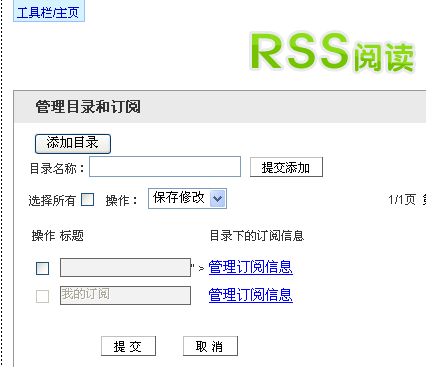 工具栏/主页
RSS阅读
管理目录和订阅
添加目录
目录名称： 提交添加
选择所有 操作： 保存修改 1/1页
操作 标题 目录下的订阅信息
" > 管理订阅信息
我的订阅 管理订阅信息
提 交 取 消